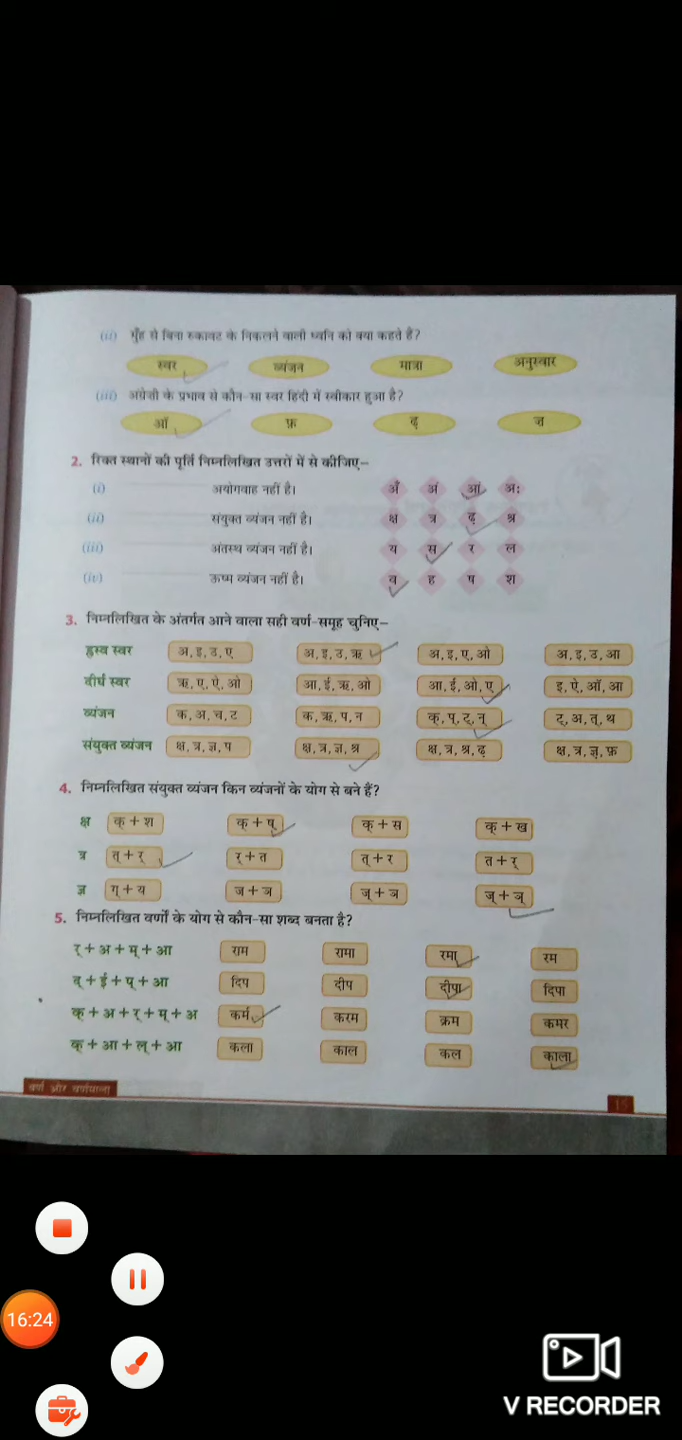 (ii) मुँह से बिना रुकावट के निकलने वाली ध्वनि को क्या कहते हैं?
स्वर व्यंजन मात्रा अनुस्वार
(iii) अंग्रेज़ी के प्रभाव से कौन-सा स्वर हिंदी में स्वीकार हुआ है?
ऑ फ़ ढ़ ज़
2. रिक्त स्थानों की पूर्ति निम्नलिखित उत्तरों में से कीजिए–
(i) अयोगवाह नहीं है। अँ अं आं अः
(ii) संयुक्त व्यंजन नहीं है। क्ष त्र ढ़ श्र
(iii) अंतस्थ व्यंजन नहीं है। य स र ल
(iv) ऊष्म व्यंजन नहीं है। व ह ष श
3. निम्नलिखित के अंतर्गत आने वाला सही वर्ण-समूह चुनिए–
ह्रस्व स्वर अ, इ, उ, ए अ, इ, उ, ऋ अ, इ, ए, ओ अ, इ, उ, आ
दीर्घ स्वर ऋ, ए, ऐ, ओ आ, ई, ऋ, ओ आ, ई, ओ, ए इ, ऐ, ऑ, आ
व्यंजन क, अ, च, ट क, ऋ, प, न क्, प्, ट्, न् ट्, अ, त्, थ
संयुक्त व्यंजन क्ष, त्र, ज्ञ, प क्ष, त्र, ज्ञ, श्र क्ष, त्र, श्र, ढ़ क्ष, त्र, ज्ञ, फ़
4. निम्नलिखित संयुक्त व्यंजन किन व्यंजनों के योग से बने हैं?
क्ष क् + श क् + ष् क् + स क् + ख
त्र त् + र् र् + त त् + र त + र्
ज्ञ ग् + य ज + ञ ज् + ञ ज् + ञ्
5. निम्नलिखित वर्णों के योग से कौन-सा शब्द बनता है?
र् + अ + म् + आ राम रामा रमा रम
द् + ई + प् + आ दिप दीप दीपा दिपा
क् + अ + र् + म् + अ कर्म करम क्रम कमर
क् + आ + ल् + आ कला काल कल काला
वर्ण और वर्णमाला
16:24
V RECORDER